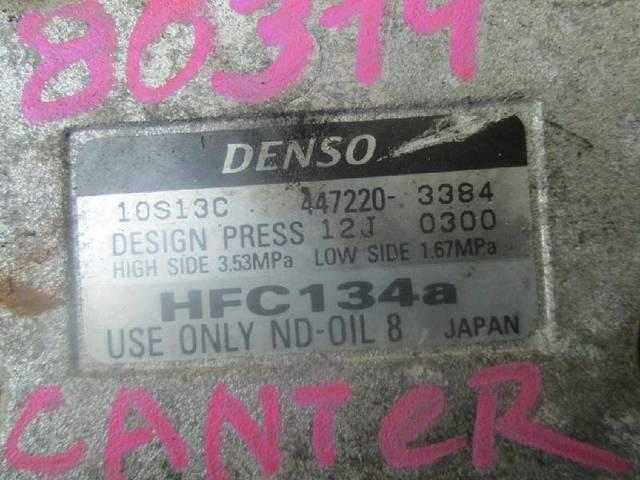 80314
DENSO
10S13C 447220- 3384
DESIGN PRESS 12J 0300
HIGH SIDE 3.53MPa LOW SIDE 1.67MPa
HFC134a
USE ONLY ND-OIL 8 JAPAN
CANTER